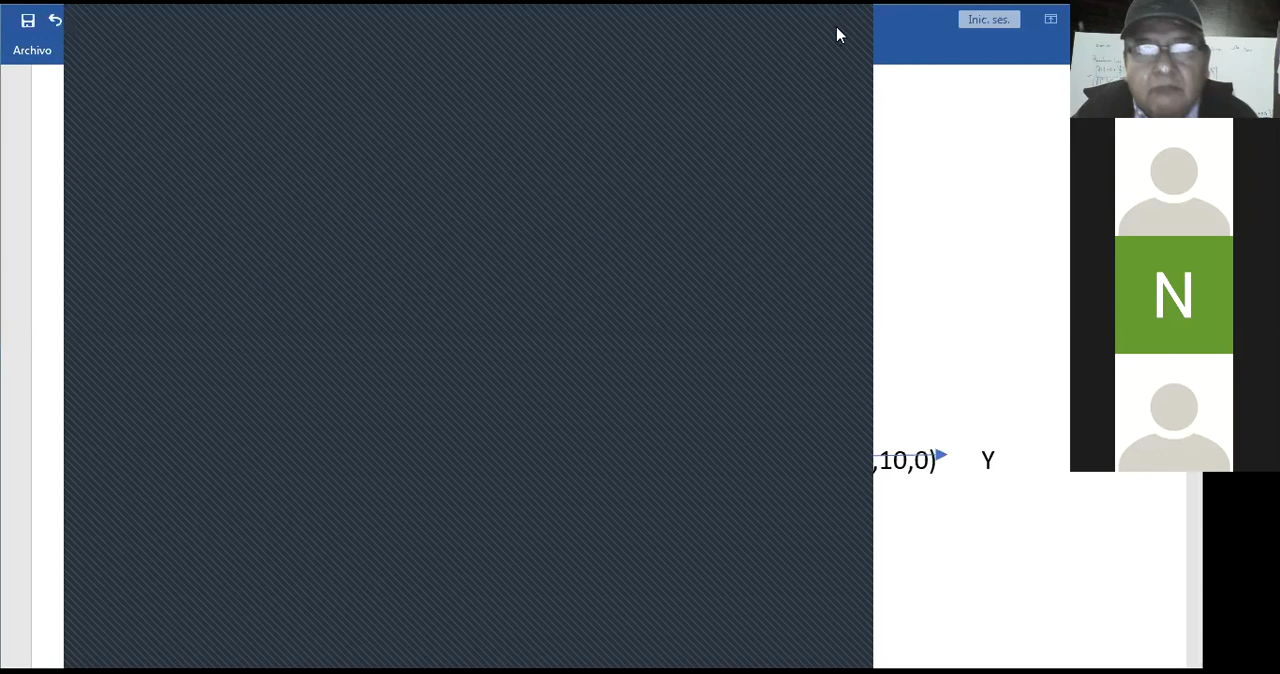 Inic. ses.
Archivo
,10,0) Y
N